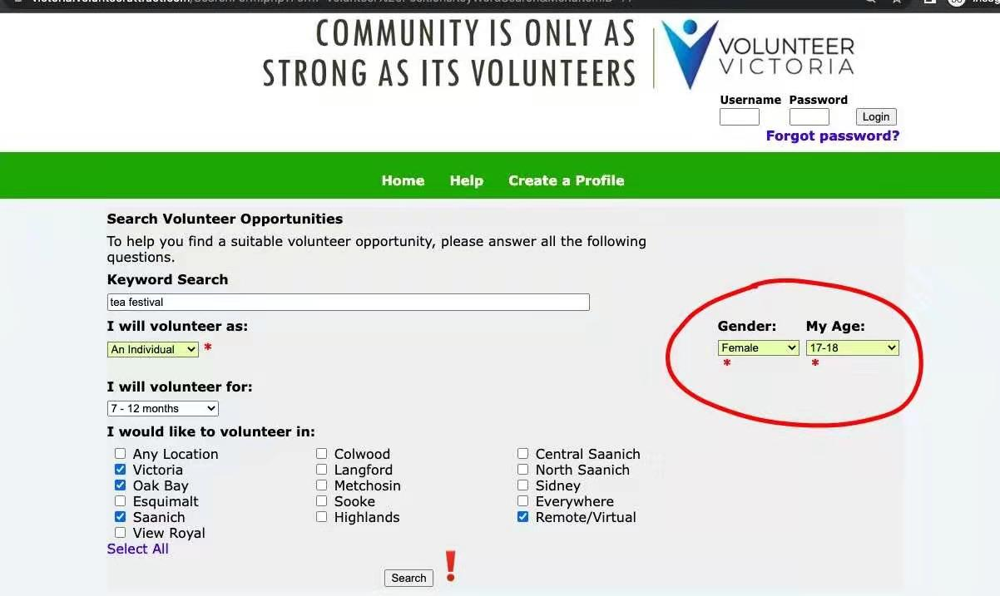 COMMUNITY IS ONLY AS
STRONG AS ITS VOLUNTEERS
VOLUNTEER
VICTORIA
Username Password
Login
Forgot password?
Home Help Create a Profile
Search Volunteer Opportunities
To help you find a suitable volunteer opportunity, please answer all the following
questions.
Keyword Search
tea festival
I will volunteer as: Gender: My Age:
An Individual * Female 17-18
* *
I will volunteer for:
7 - 12 months
I would like to volunteer in:
Any Location Colwood Central Saanich
Victoria Langford North Saanich
Oak Bay Metchosin Sidney
Esquimalt Sooke Everywhere
Saanich Highlands Remote/Virtual
View Royal
Select All
Search !